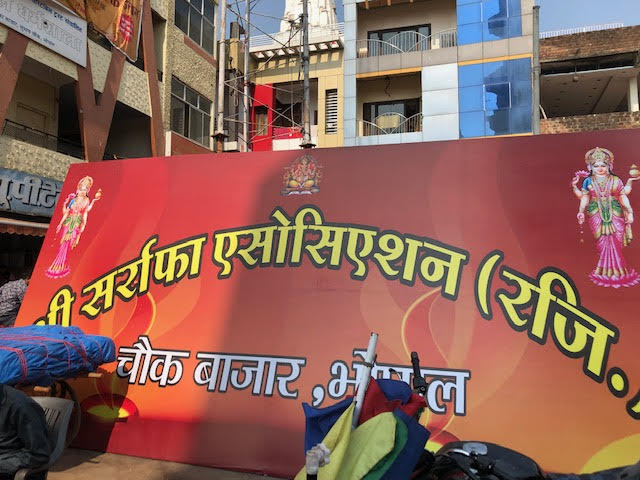 श्री सर्राफा एसोसिएशन (रजि.)
चौक बाजार ,भोपाल